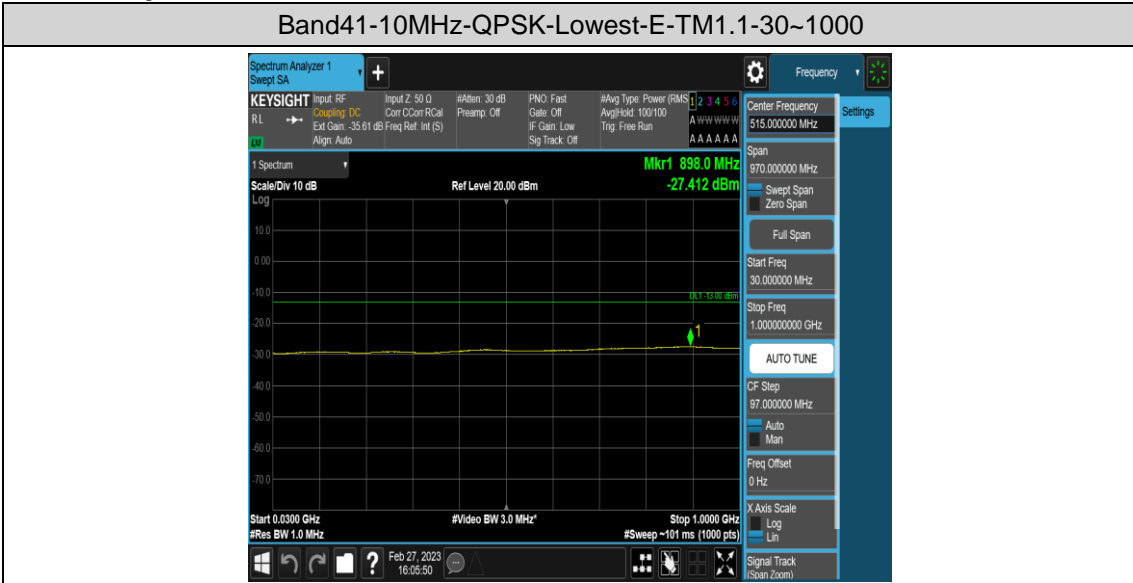 Band41-10MHz-QPSK-Lowest-E-TM1.1-30~1000
Spectrum Analyzer 1
Swept SA
Frequency
KEYSIGHT
RL
LXI
Input: RF
Coupling: DC
Ext Gain: -35.61 dB
Align: Auto
Input Z: 50 Ω
Corr CCorr RCal
Freq Ref: Int (S)
#Atten: 30 dB
Preamp: Off
PNO: Fast
Gate: Off
IF Gain: Low
Sig Track: Off
#Avg Type: Power (RMS
Avg|Hold: 100/100
Trig: Free Run
1 2 3 4 5 6
A W W W W W
A A A A A A
1 Spectrum
Mkr1 898.0 MHz
Scale/Div 10 dB
Ref Level 20.00 dBm
-27.412 dBm
Log
10.0
0.00
-10.0
DL1 -13.00 dBm
-20.0
1
-30.0
-40.0
-50.0
-60.0
-70.0
Start 0.0300 GHz
#Video BW 3.0 MHz*
Stop 1.0000 GHz
#Res BW 1.0 MHz
#Sweep ~101 ms (1000 pts)
?
Feb 27, 2023
16:05:50
Center Frequency
515.000000 MHz
Settings
Span
970.000000 MHz
Swept Span
Zero Span
Full Span
Start Freq
30.000000 MHz
Stop Freq
1.000000000 GHz
AUTO TUNE
CF Step
97.000000 MHz
Auto
Man
Freq Offset
0 Hz
X Axis Scale
Log
Lin
Signal Track
(Span Zoom)